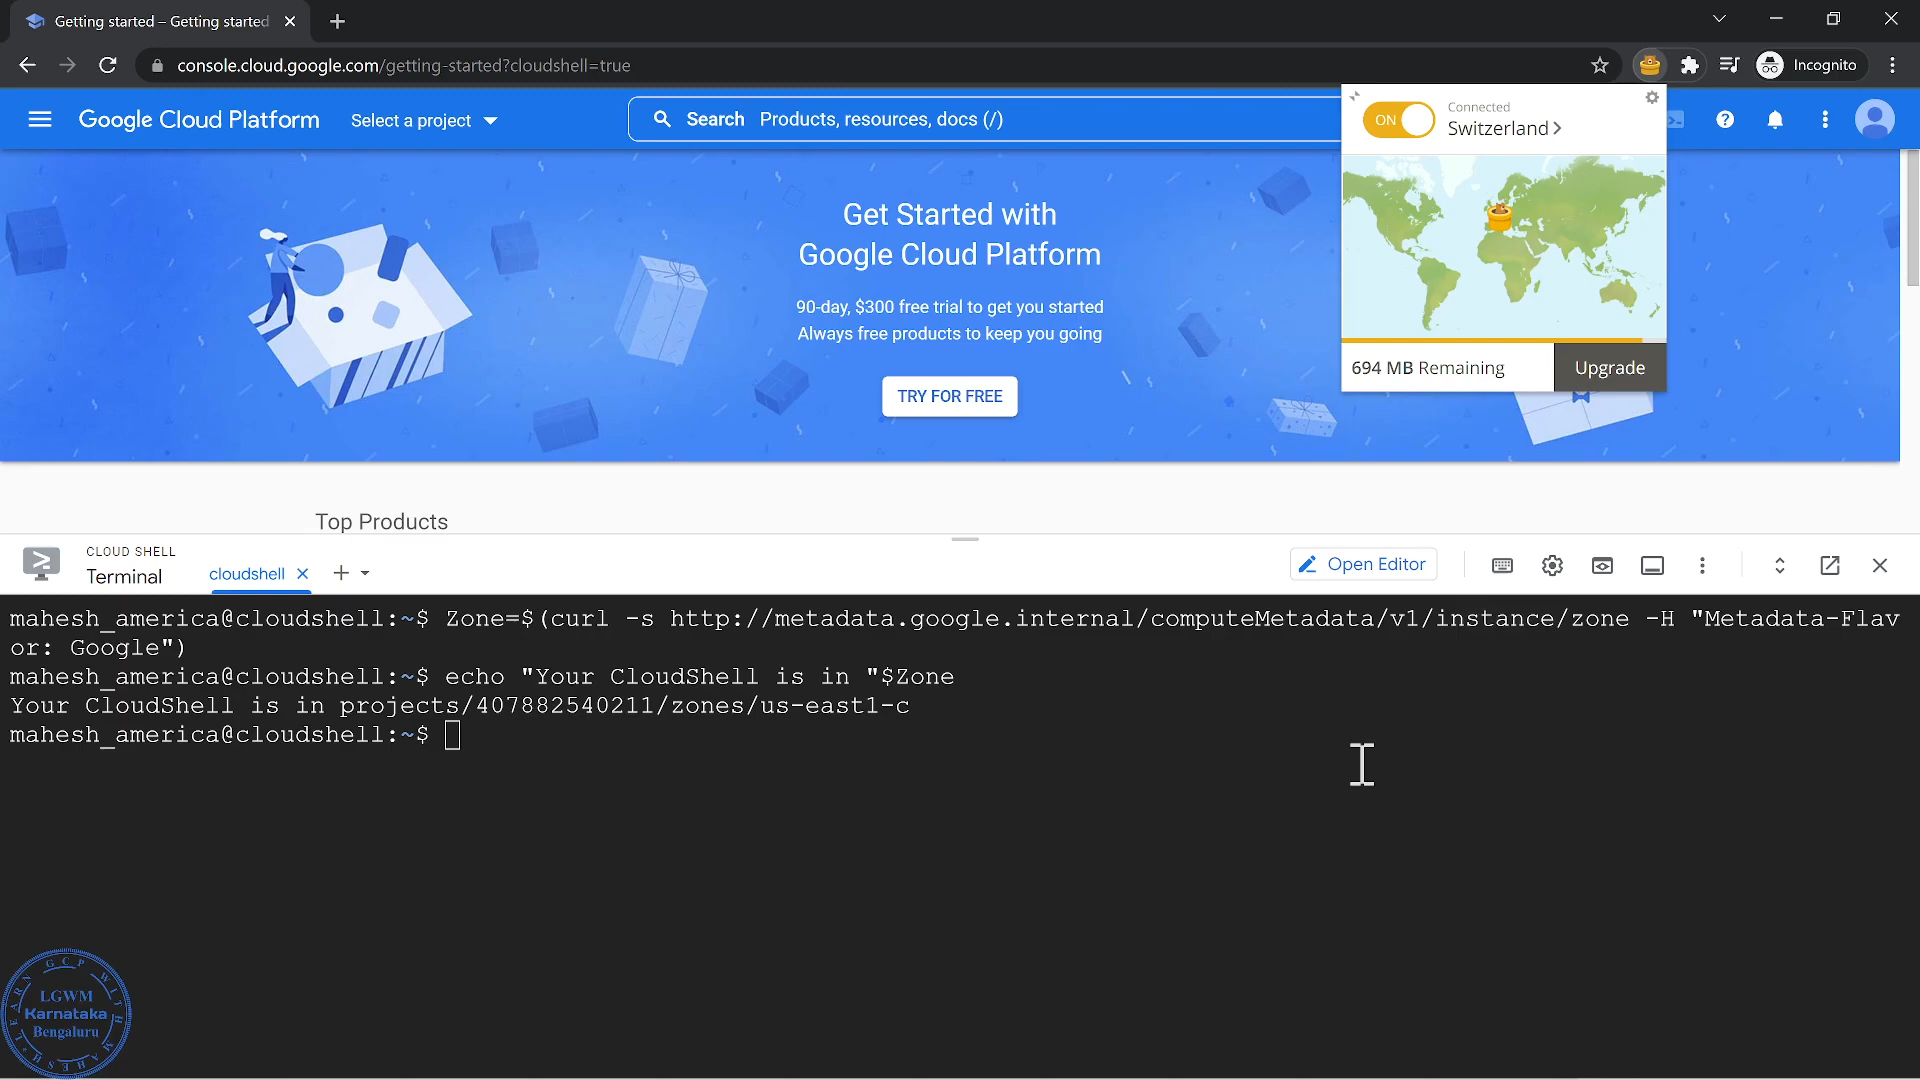 Getting started – Getting started
console.cloud.google.com/getting-started?cloudshell=true
Incognito
Google Cloud Platform
Select a project
Search Products, resources, docs (/)
ON
Connected
Switzerland
694 MB Remaining
Upgrade
Get Started with
Google Cloud Platform
90-day, $300 free trial to get you started
Always free products to keep you going
TRY FOR FREE
Top Products
CLOUD SHELL
Terminal
cloudshell
Open Editor
mahesh_america@cloudshell:~$ Zone=$(curl -s http://metadata.google.internal/computeMetadata/v1/instance/zone -H "Metadata-Flav
or: Google")
mahesh_america@cloudshell:~$ echo "Your CloudShell is in "$Zone
Your CloudShell is in projects/407882540211/zones/us-east1-c
mahesh_america@cloudshell:~$
LEARN GCP WITH MAHESH
LGWM
Karnataka
Bengaluru